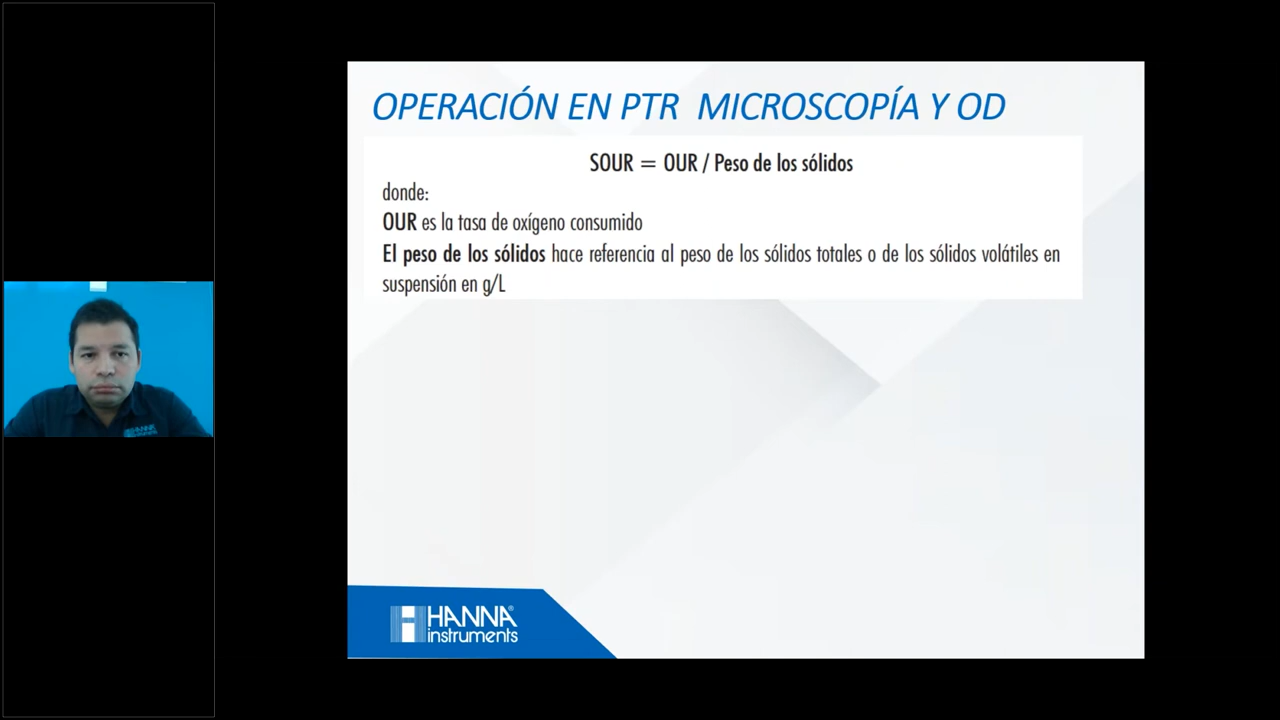 OPERACIÓN EN PTR MICROSCOPÍA Y OD
SOUR = OUR / Peso de los sólidos
donde:
OUR es la tasa de oxígeno consumido
El peso de los sólidos hace referencia al peso de los sólidos totales o de los sólidos volátiles en
suspensión en g/L
HANNA
instruments